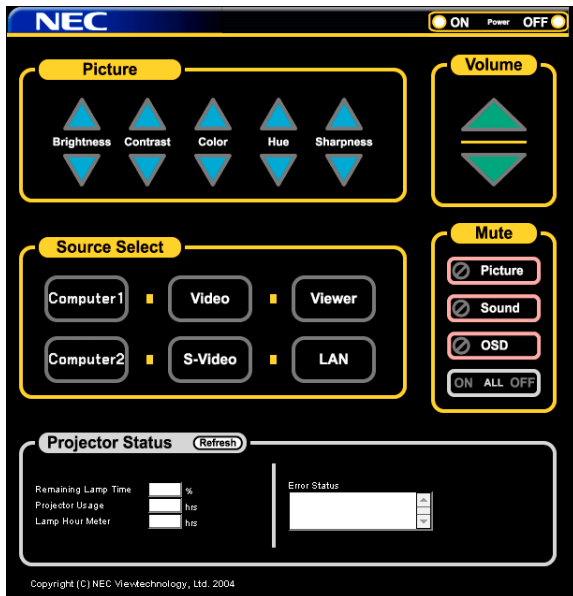 NEC
ON Power OFF
Picture
Volume
Brightness Contrast Color Hue Sharpness
Source Select
Mute
Computer1 Video Viewer
Picture
Sound
Computer2 S-Video LAN
OSD
ON ALL OFF
Projector Status Refresh
Remaining Lamp Time %
Projector Usage hrs
Lamp Hour Meter hrs
Error Status
Copyright (C) NEC Viewtechnology, Ltd. 2004